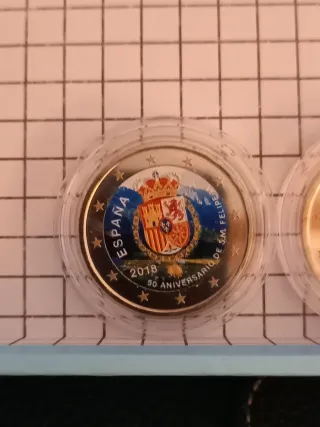 ESPAÑA
2018
50 ANIVERSARIO DE S.M. FELIPE